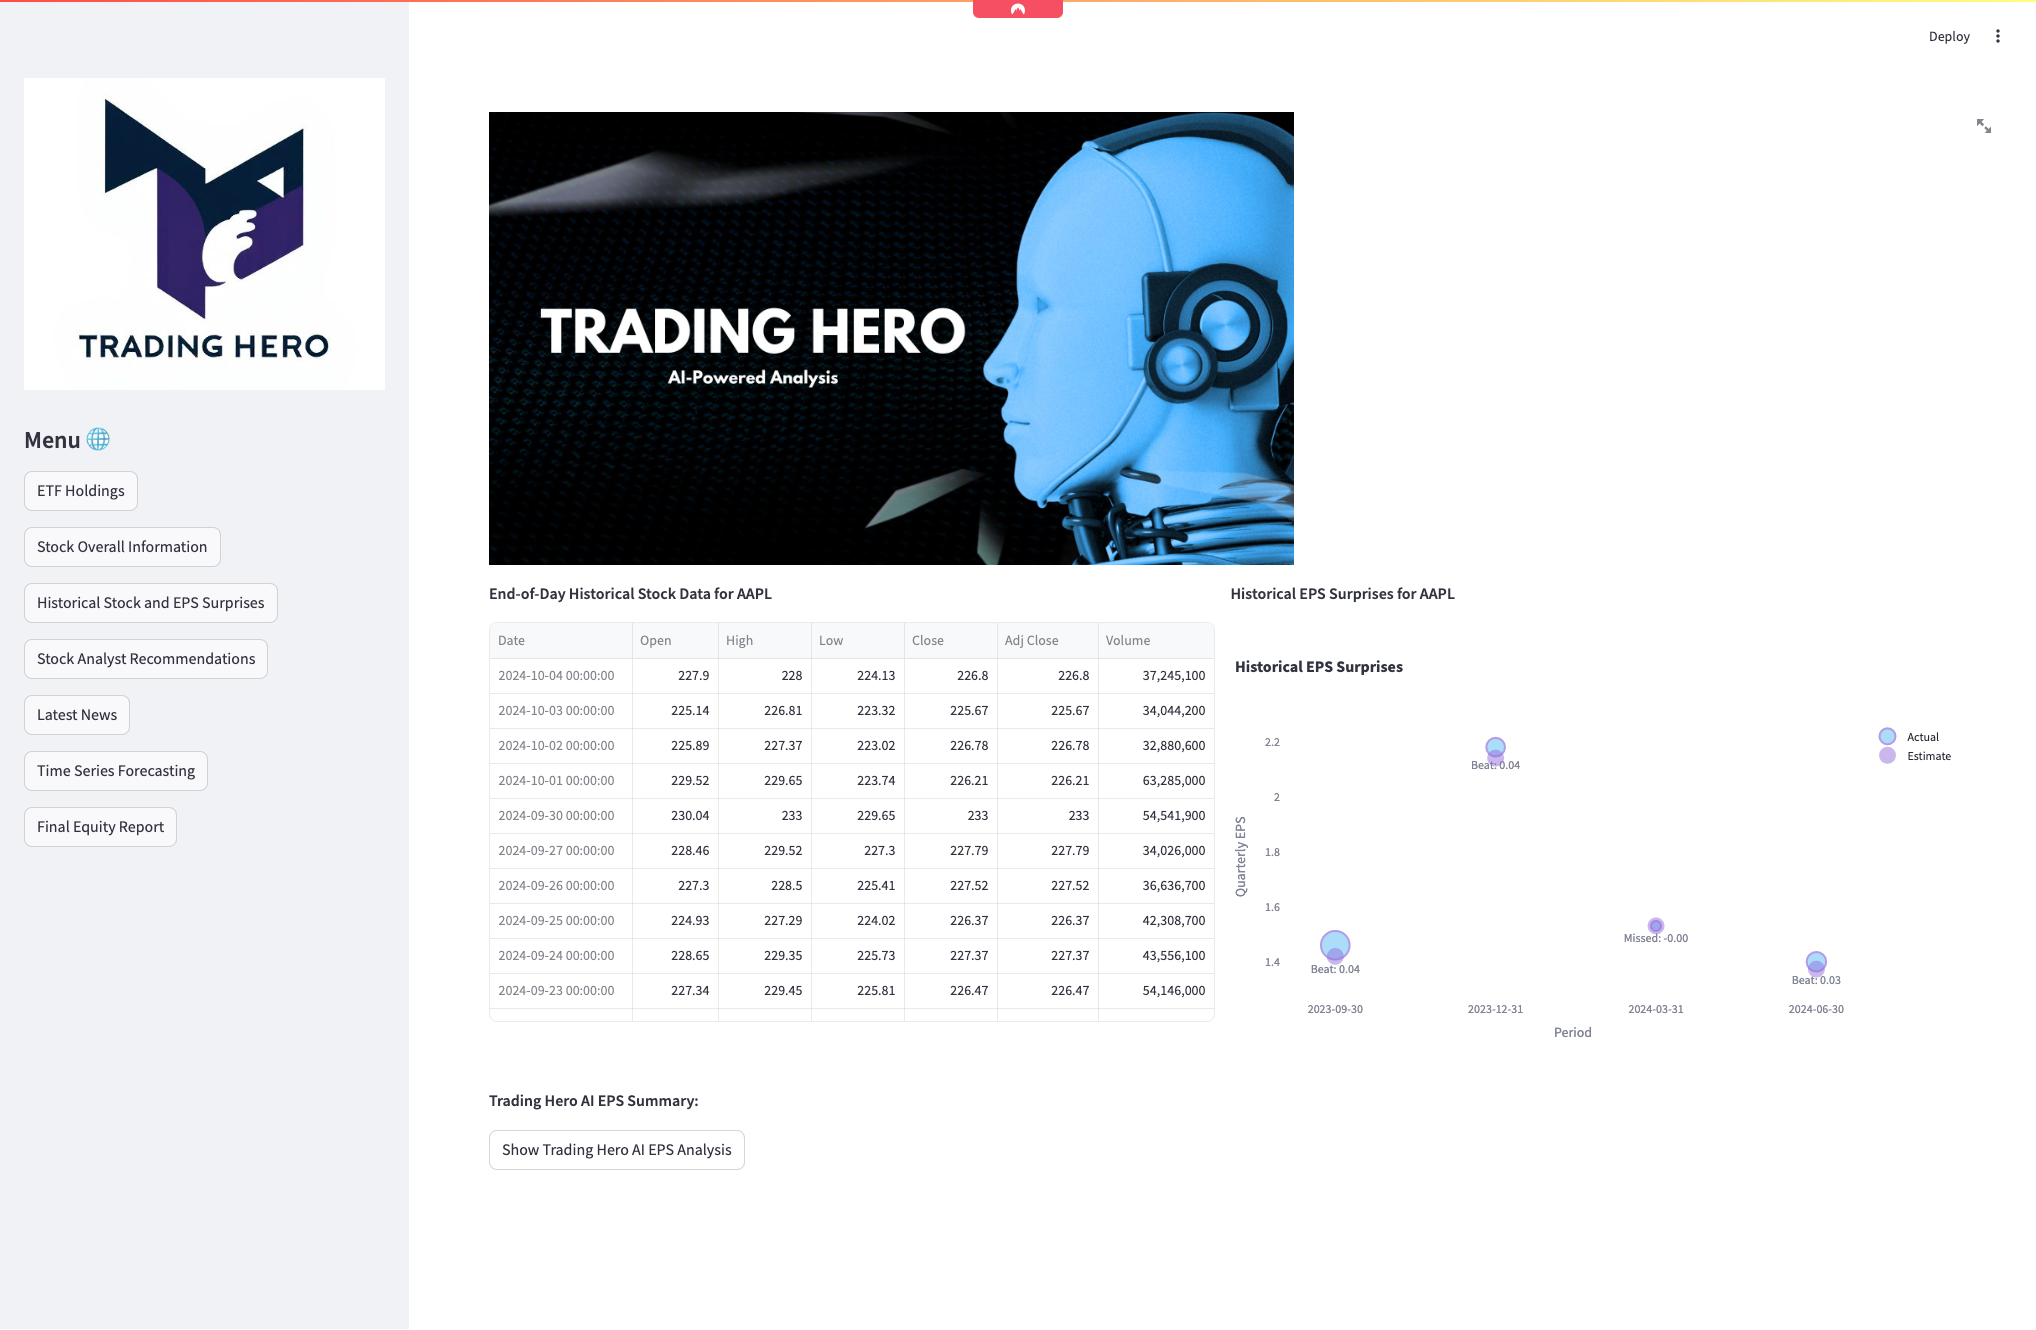 Deploy
TRADING HERO
Menu
ETF Holdings
Stock Overall Information
Historical Stock and EPS Surprises
Stock Analyst Recommendations
Latest News
Time Series Forecasting
Final Equity Report
TRADING HERO
AI-Powered Analysis
End-of-Day Historical Stock Data for AAPL
Date Open High Low Close Adj Close Volume
2024-10-04 00:00:00 227.9 228 224.13 226.8 226.8 37,245,100
2024-10-03 00:00:00 225.14 226.81 223.32 225.67 225.67 34,044,200
2024-10-02 00:00:00 225.89 227.37 223.02 226.78 226.78 32,880,600
2024-10-01 00:00:00 229.52 229.65 223.74 226.21 226.21 63,285,000
2024-09-30 00:00:00 230.04 233 229.65 233 233 54,541,900
2024-09-27 00:00:00 228.46 229.52 227.3 227.79 227.79 34,026,000
2024-09-26 00:00:00 227.3 228.5 225.41 227.52 227.52 36,636,700
2024-09-25 00:00:00 224.93 227.29 224.02 226.37 226.37 42,308,700
2024-09-24 00:00:00 228.65 229.35 225.73 227.37 227.37 43,556,100
2024-09-23 00:00:00 227.34 229.45 225.81 226.47 226.47 54,146,000
Historical EPS Surprises for AAPL
Historical EPS Surprises
Actual
Estimate
Quarterly EPS
2.2
2
1.8
1.6
1.4
Beat: 0.04
Beat: 0.04
Missed: -0.00
Beat: 0.03
2023-09-30 2023-12-31 2024-03-31 2024-06-30
Period
Trading Hero AI EPS Summary:
Show Trading Hero AI EPS Analysis